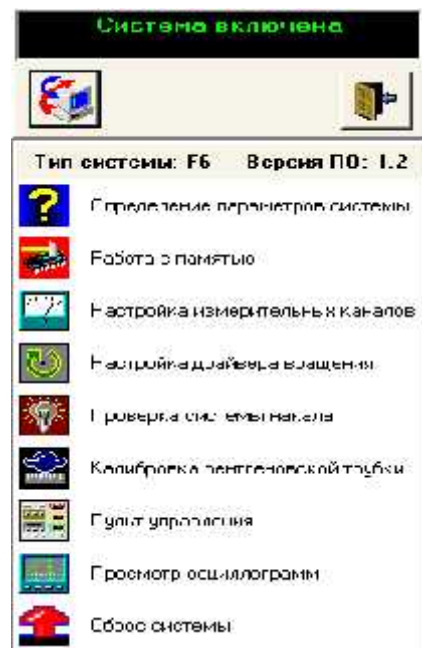 Система включена
Тип системы: F6 Версия ПО: 1.2
Определение параметров системы
Работа с памятью
Настройка измерительных каналов
Настройка драйвера вращения
Проверка системы накала
Калибровка рентгеновской трубки
Пульт управления
Просмотр осциллограмм
Сброс системы